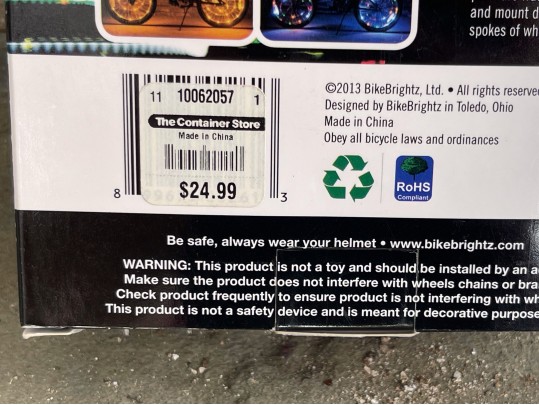 and mount d
spokes of wh
11 10062057 1
The Container Store
Made in China
$24.99
8 3
©2013 BikeBrightz, Ltd. • All rights reserve
Designed by BikeBrightz in Toledo, Ohio
Made in China
Obey all bicycle laws and ordinances
RoHS
Compliant
Be safe, always wear your helmet • www.bikebrightz.com
WARNING: This product is not a toy and should be installed by an a
Make sure the product does not interfere with wheels chains or bra
Check product frequently to ensure product is not interfering with wh
This product is not a safety device and is meant for decorative purpose